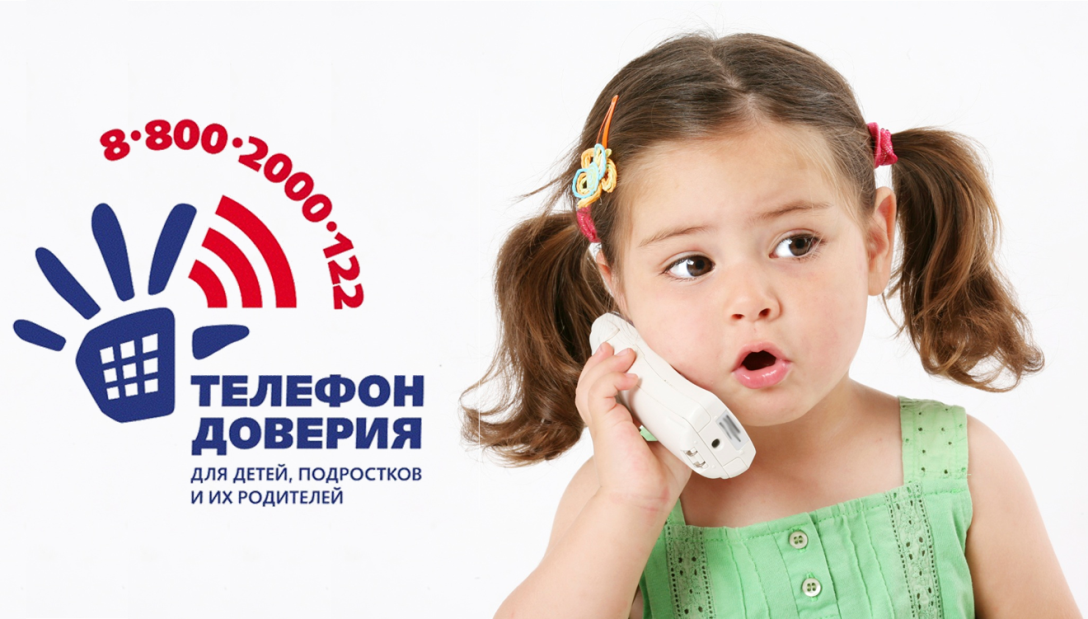 8·800·2000·122
ТЕЛЕФОН
ДОВЕРИЯ
ДЛЯ ДЕТЕЙ, ПОДРОСТКОВ
И ИХ РОДИТЕЛЕЙ